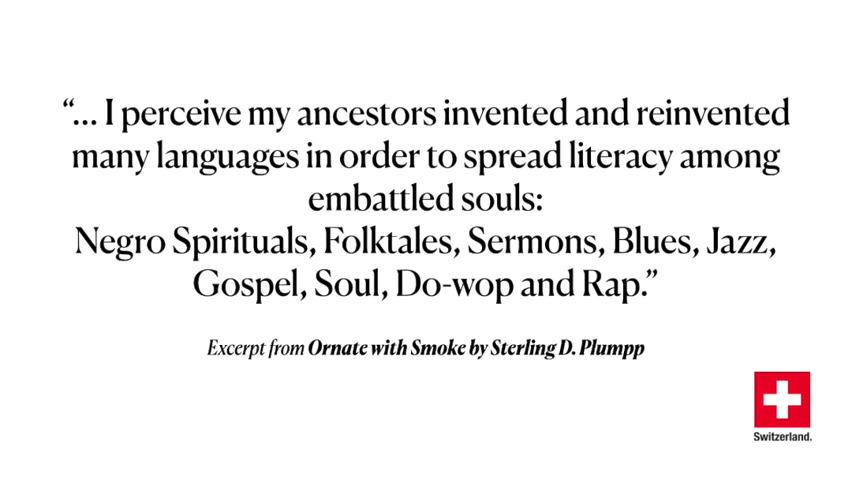 “... I perceive my ancestors invented and reinvented
many languages in order to spread literacy among
embattled souls:
Negro Spirituals, Folktales, Sermons, Blues, Jazz,
Gospel, Soul, Do-wop and Rap.”
Excerpt from Ornate with Smoke by Sterling D. Plumpp
Switzerland.